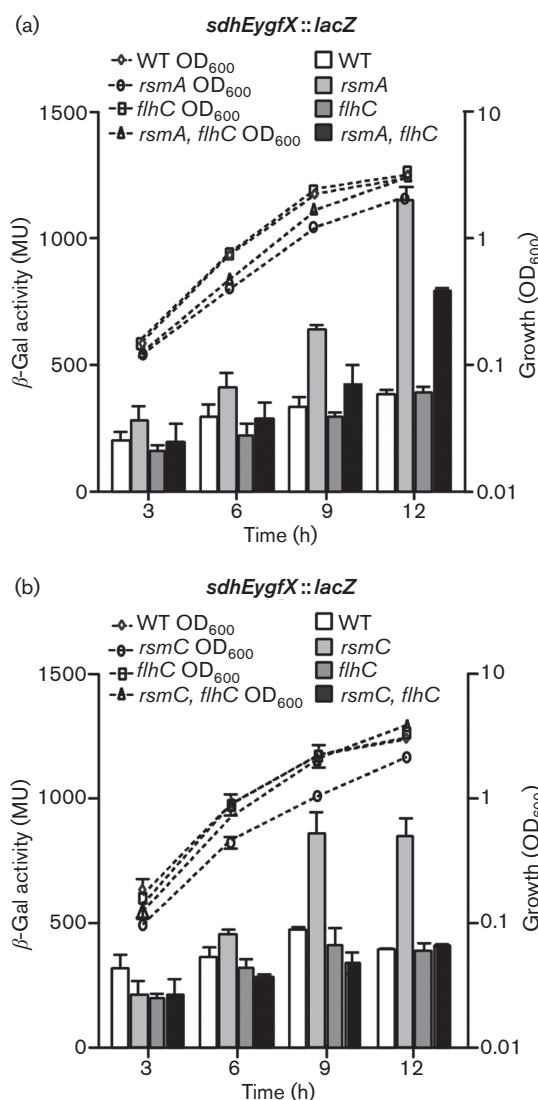 (a)
sdhEygfX::lacZ
WT OD600
rsmA OD600
flhC OD600
rsmA, flhC OD600
WT
rsmA
flhC
rsmA, flhC
1500
1000
500
0
β-Gal activity (MU)
10
1
0.1
0.01
Growth (OD600)
3 6 9 12
Time (h)
(b)
sdhEygfX::lacZ
WT OD600
rsmC OD600
flhC OD600
rsmC, flhC OD600
WT
rsmC
flhC
rsmC, flhC
1500
1000
500
0
β-Gal activity (MU)
10
1
0.1
0.01
Growth (OD600)
3 6 9 12
Time (h)